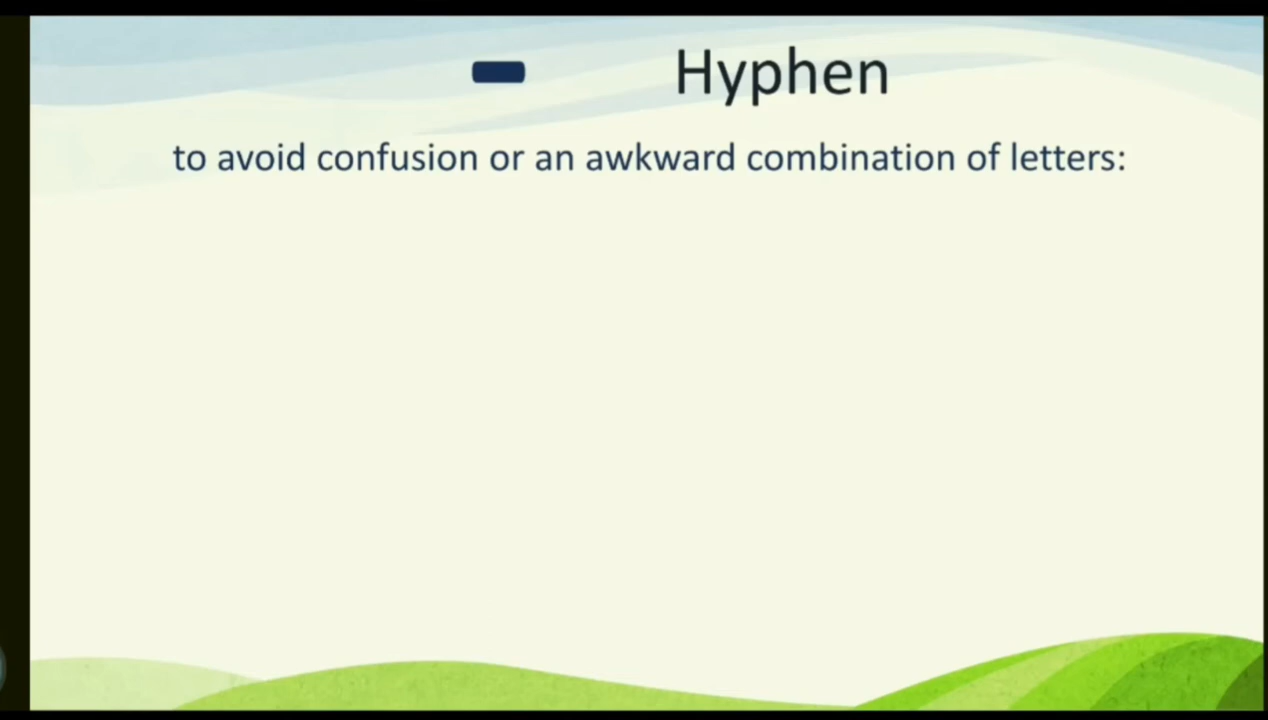 - Hyphen
to avoid confusion or an awkward combination of letters: